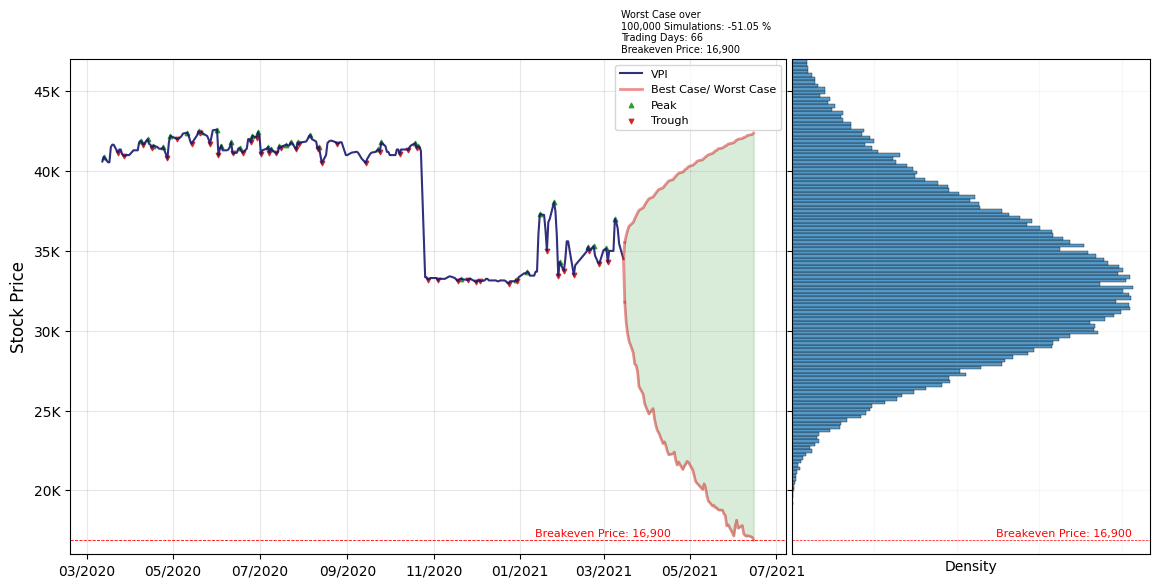 Worst Case over
100,000 Simulations: -51.05 %
Trading Days: 66
Breakeven Price: 16,900
VPI
Best Case/ Worst Case
Peak
Trough
Stock Price
45K
40K
35K
30K
25K
20K
Breakeven Price: 16,900
Breakeven Price: 16,900
03/2020 05/2020 07/2020 09/2020 11/2020 01/2021 03/2021 05/2021 07/2021
Density